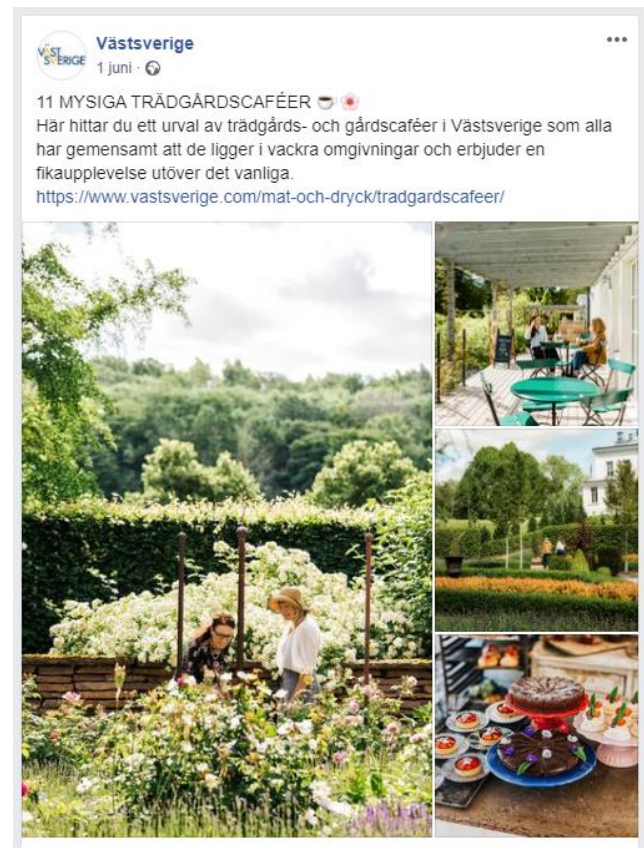 VÄST
SVERIGE
Västsverige
1 juni ·
11 MYSIGA TRÄDGÅRDSCAFÉER ☕🌸
Här hittar du ett urval av trädgårds- och gårdscaféer i Västsverige som alla
har gemensamt att de ligger i vackra omgivningar och erbjuder en
fikaupplevelse utöver det vanliga.
https://www.vastsverige.com/mat-och-dryck/tradgardscafeer/